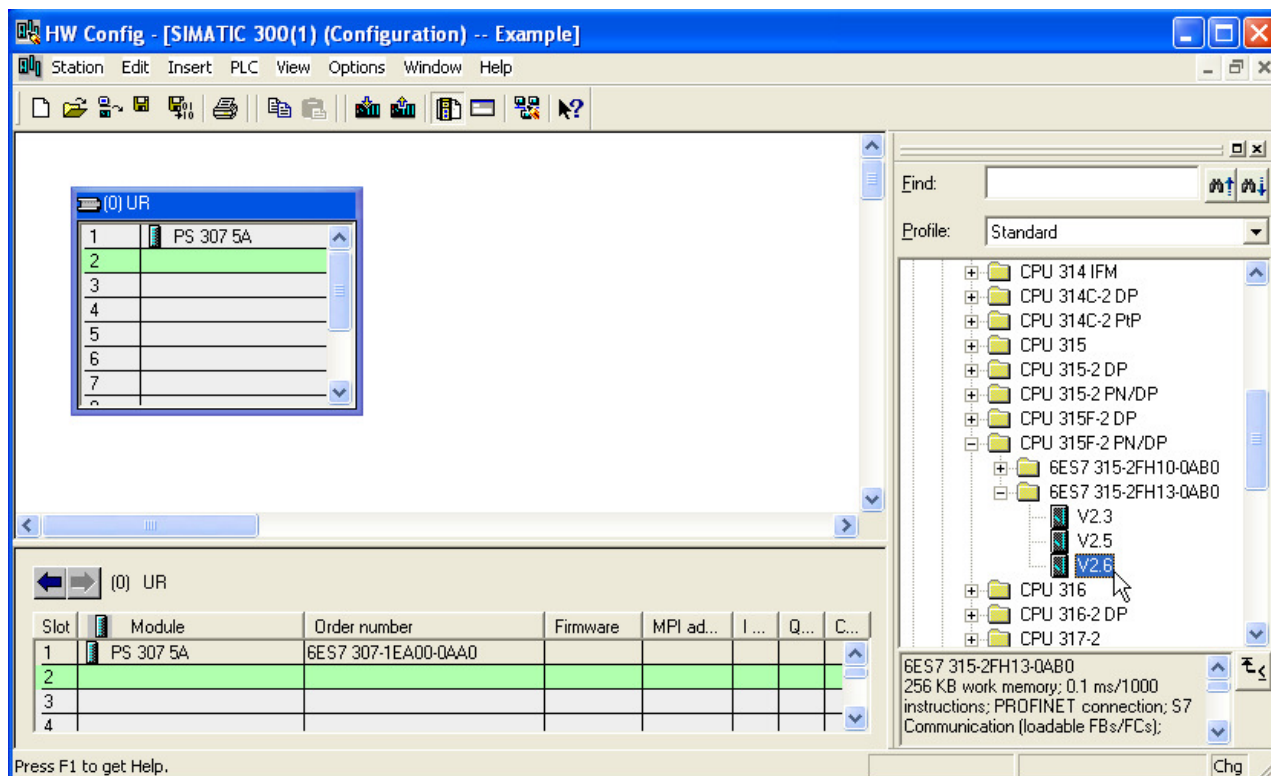 HW Config - [SIMATIC 300(1) (Configuration) -- Example]
Station Edit Insert PLC View Options Window Help
(0) UR
1 PS 307 5A
2
3
4
5
6
7
Find:
Profile: Standard
CPU 314 IFM
CPU 314C-2 DP
CPU 314C-2 PtP
CPU 315
CPU 315-2 DP
CPU 315-2 PN/DP
CPU 315F-2 DP
CPU 315F-2 PN/DP
6ES7 315-2FH10-0AB0
6ES7 315-2FH13-0AB0
V2.3
V2.5
V2.6
CPU 316
CPU 316-2 DP
CPU 317-2
6ES7 315-2FH13-0AB0
256 KB work memory; 0.1 ms/1000
instructions; PROFINET connection; S7
Communication (loadable FBs/FCs);
(0) UR
Slot Module Order number Firmware MPI ad... I ... Q... C...
1 PS 307 5A 6ES7 307-1EA00-0AA0
2
3
4
Press F1 to get Help.
Chg